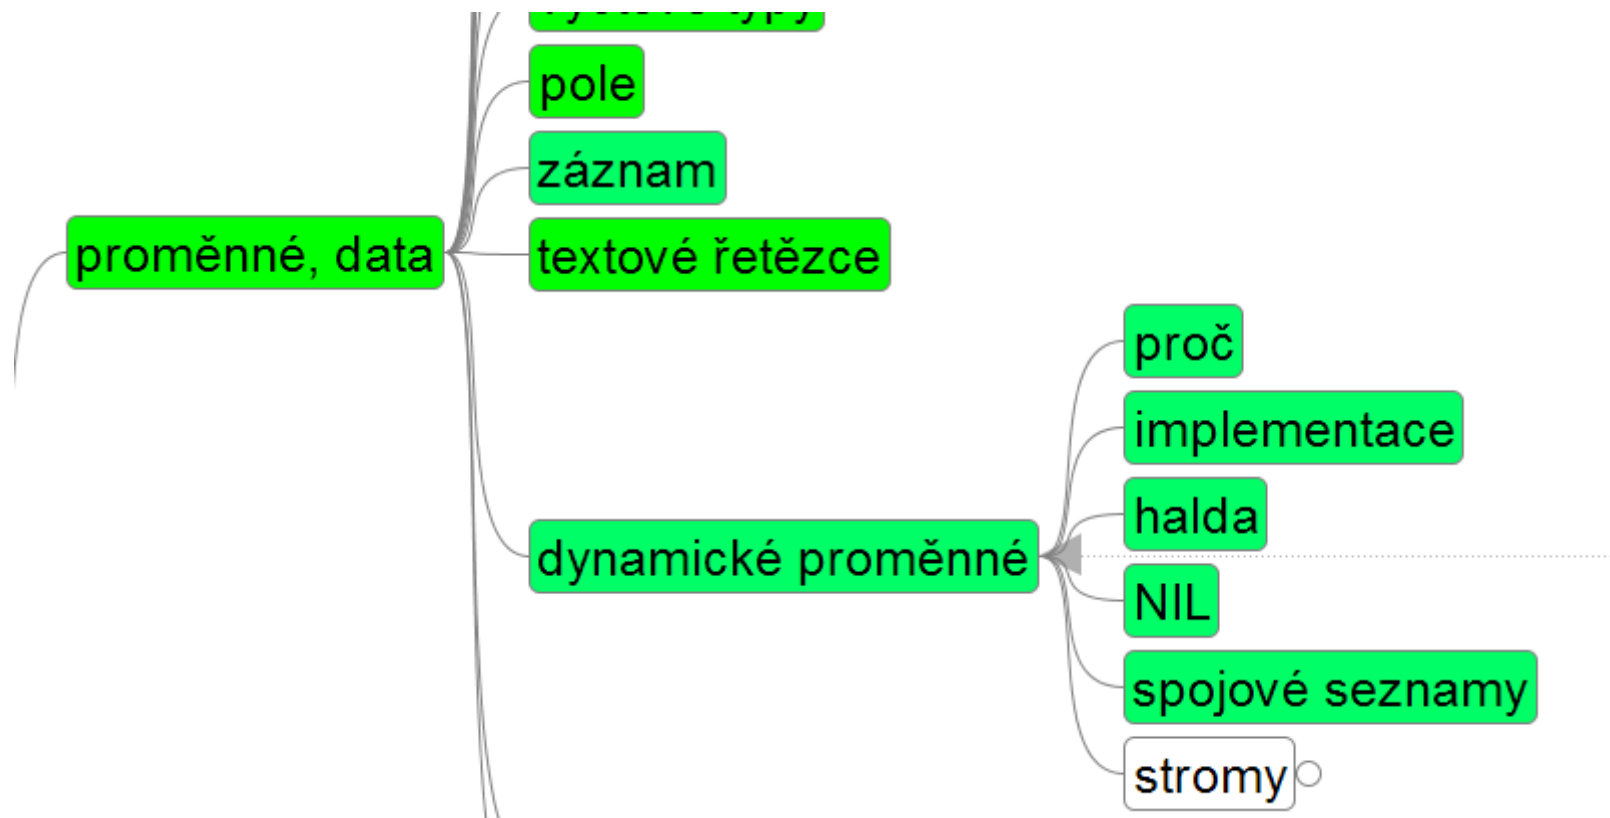 pole
záznam
proměnné, data
textové řetězce
proč
implementace
halda
dynamické proměnné
NIL
spojové seznamy
stromy